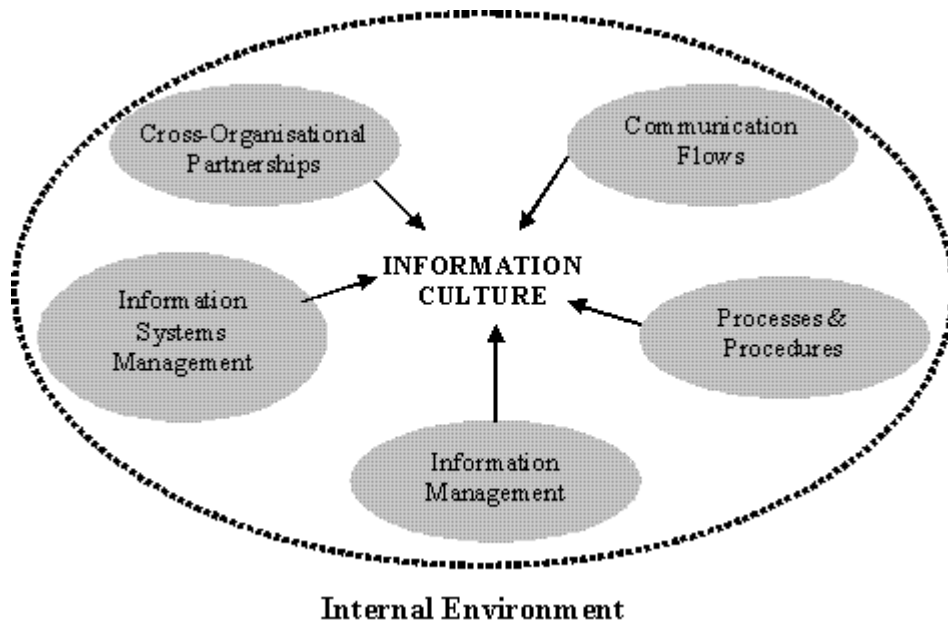 Cross-Organisational
Partnerships
Communication
Flows
INFORMATION
CULTURE
Information
Systems
Management
Processes &
Procedures
Information
Management
Internal Environment